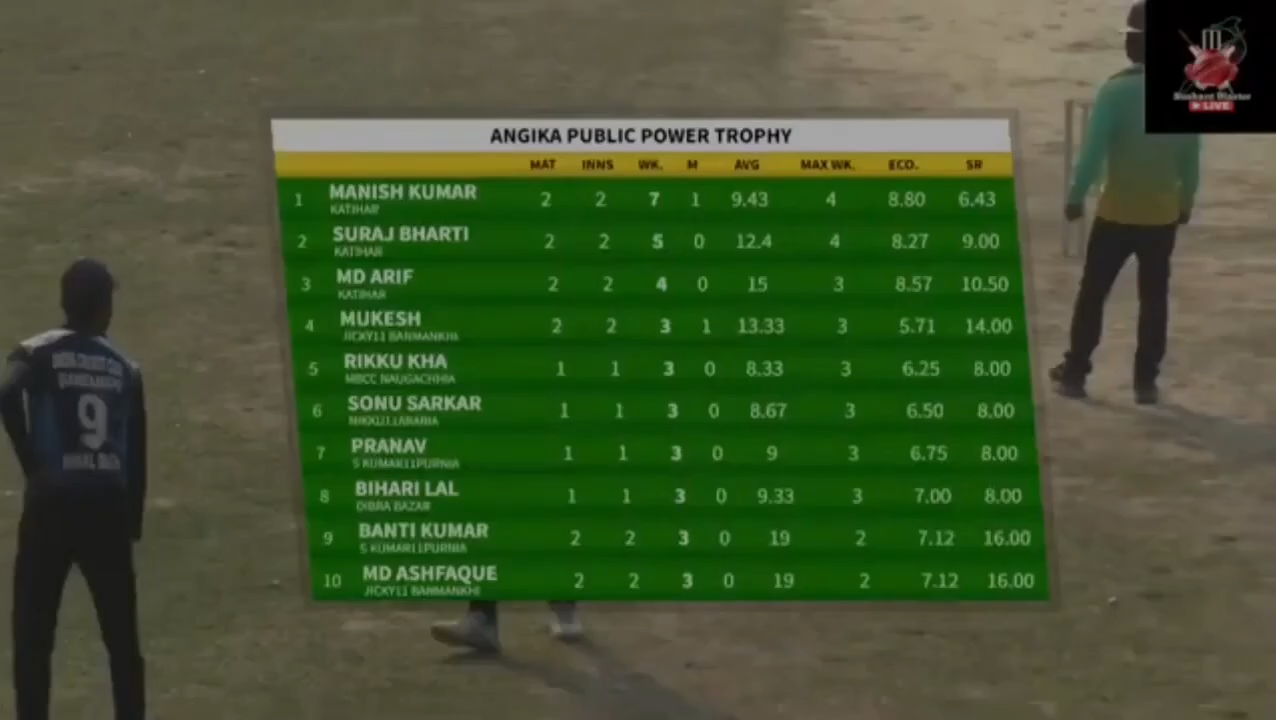 ANGIKA PUBLIC POWER TROPHY
MAT INNS WK. M AVG MAX WK. ECO. SR
1 MANISH KUMAR 2 2 7 1 9.43 4 8.80 6.43
KATIHAR
2 SURAJ BHARTI 2 2 5 0 12.4 4 8.27 9.00
KATIHAR
3 MD ARIF 2 2 4 0 15 3 8.57 10.50
KATIHAR
4 MUKESH 2 2 3 1 13.33 3 5.71 14.00
JICKY11 BANMANKHI
5 RIKKU KHA 1 1 3 0 8.33 3 6.25 8.00
MBCC NAUGACHHIA
6 SONU SARKAR 1 1 3 0 8.67 3 6.50 8.00
7 PRANAV 1 1 3 0 9 3 6.75 8.00
S KUMAR11PURNIA
8 BIHARI LAL 1 1 3 0 9.33 3 7.00 8.00
DIBRA BAZAR
9 BANTI KUMAR 2 2 3 0 19 2 7.12 16.00
S KUMAR11PURNIA
10 MD ASHFAQUE 2 2 3 0 19 2 7.12 16.00
JICKY11 BANMANKHI
LIVE
9